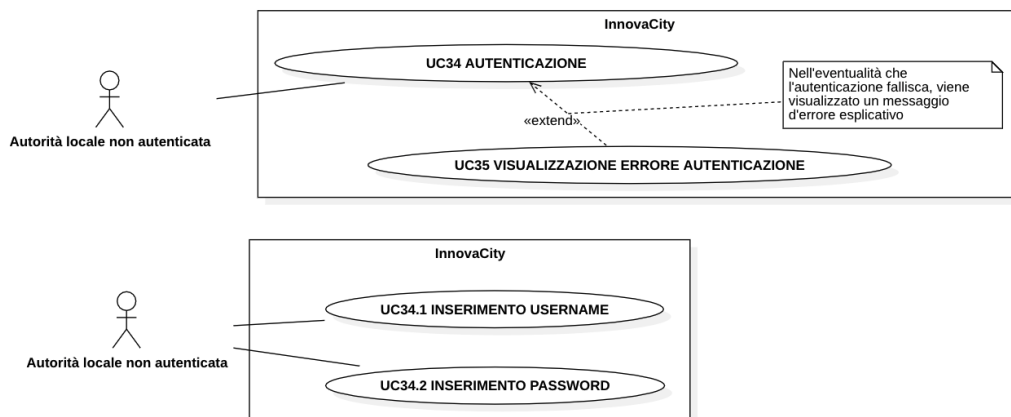 InnovaCity
UC34 AUTENTICAZIONE
Nell'eventualità che
l'autenticazione fallisca, viene
visualizzato un messaggio
d'errore esplicativo
«extend»
Autorità locale non autenticata
UC35 VISUALIZZAZIONE ERRORE AUTENTICAZIONE
InnovaCity
UC34.1 INSERIMENTO USERNAME
Autorità locale non autenticata
UC34.2 INSERIMENTO PASSWORD